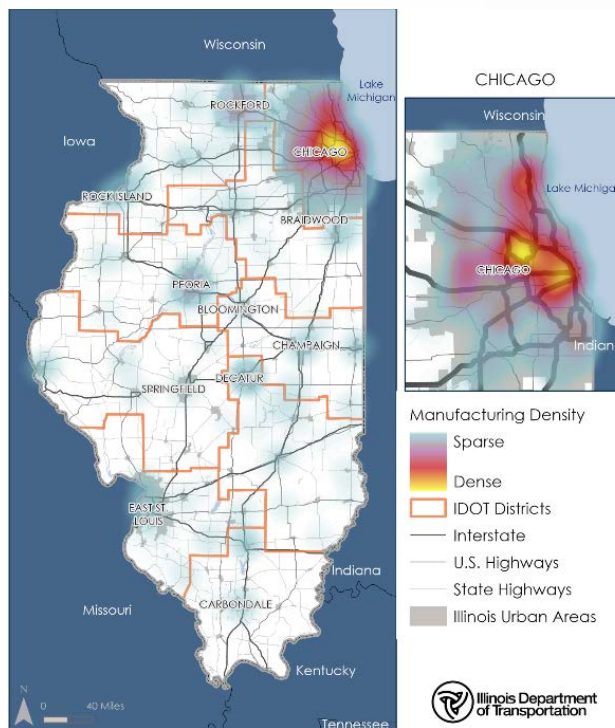 Wisconsin
Lake
Michigan
Iowa
ROCKFORD
CHICAGO
ROCK ISLAND
BRAIDWOOD
PEORIA
BLOOMINGTON
CHAMPAIGN
DECATUR
SPRINGFIELD
EAST ST.
LOUIS
Indiana
Missouri
CARBONDALE
Kentucky
Tennessee
N
0 40 Miles
CHICAGO
Wisconsin
Lake Michiga
CHICAGO
Indian
Manufacturing Density
Sparse
Dense
IDOT Districts
Interstate
U.S. Highways
State Highways
Illinois Urban Areas
Illinois Department
of Transportation